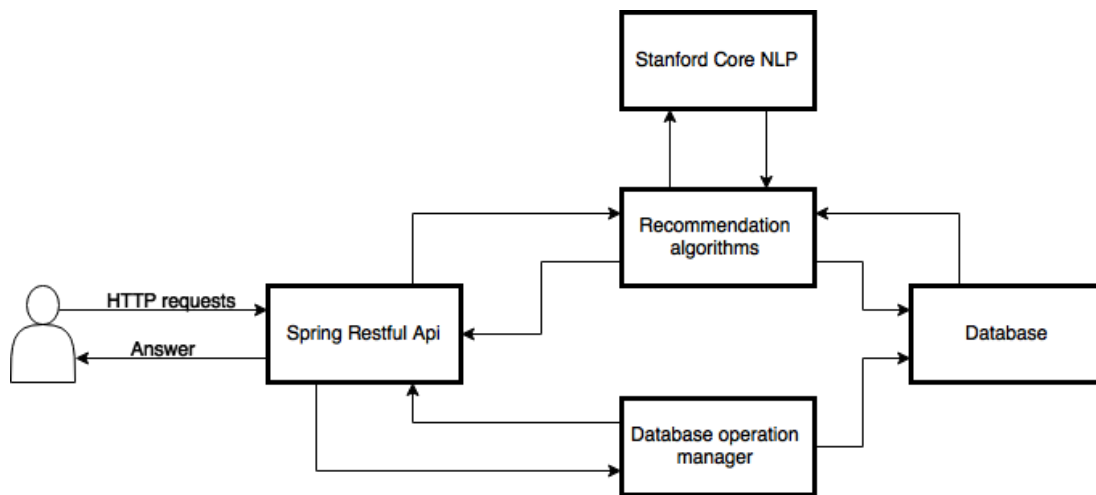 Stanford Core NLP
Recommendation
algorithms
HTTP requests
Spring Restful Api
Database
Answer
Database operation
manager